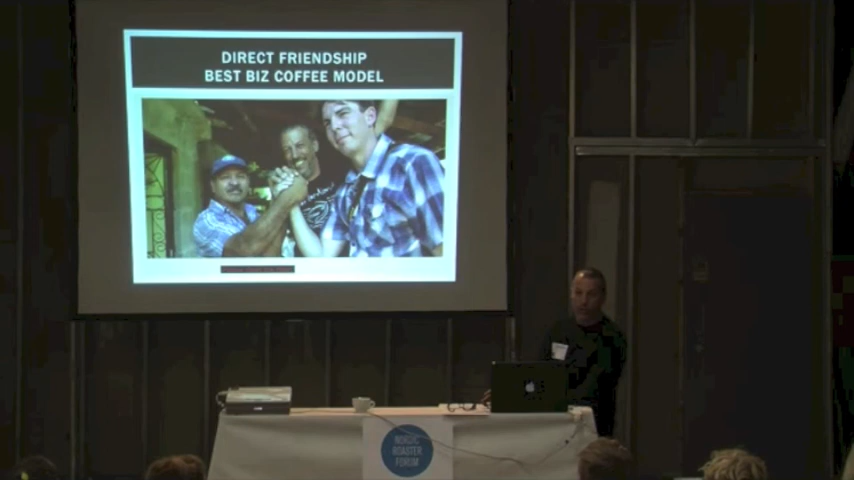 DIRECT FRIENDSHIP
BEST BIZ COFFEE MODEL
NORDIC
ROASTER
FORUM